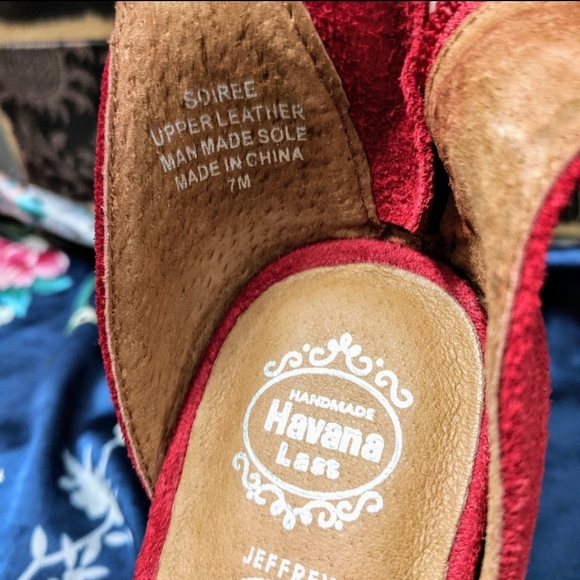 SOIREE
UPPER LEATHER
MAN MADE SOLE
MADE IN CHINA
7M
HANDMADE
Havana
Last